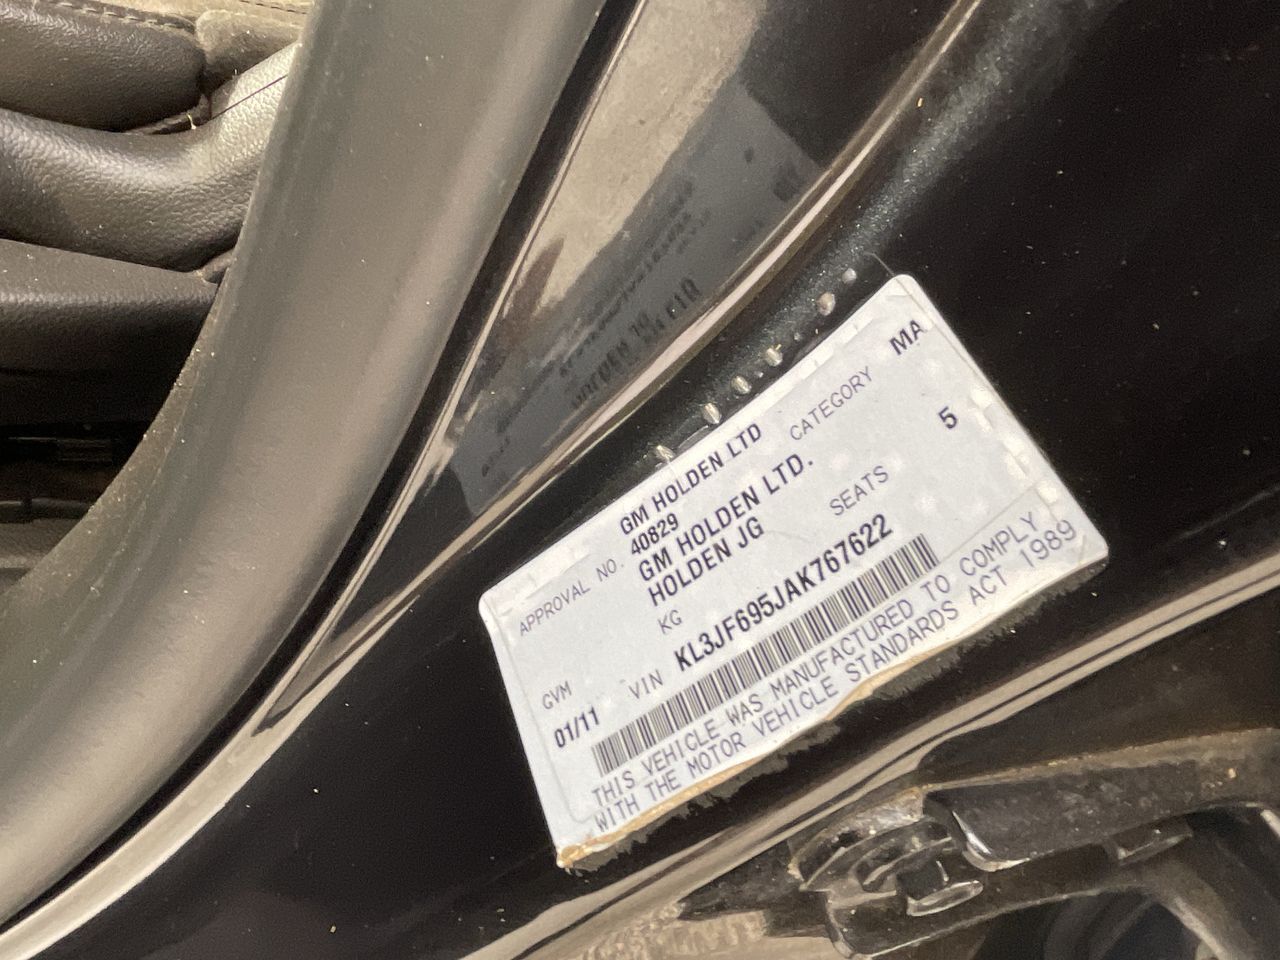 GM HOLDEN LTD
APPROVAL NO. 40829 CATEGORY MA
GM HOLDEN LTD.
HOLDEN JG SEATS 5
GVM KG
01/11 VIN KL3JF695JAK767622
THIS VEHICLE WAS MANUFACTURED TO COMPLY
WITH THE MOTOR VEHICLE STANDARDS ACT 1989